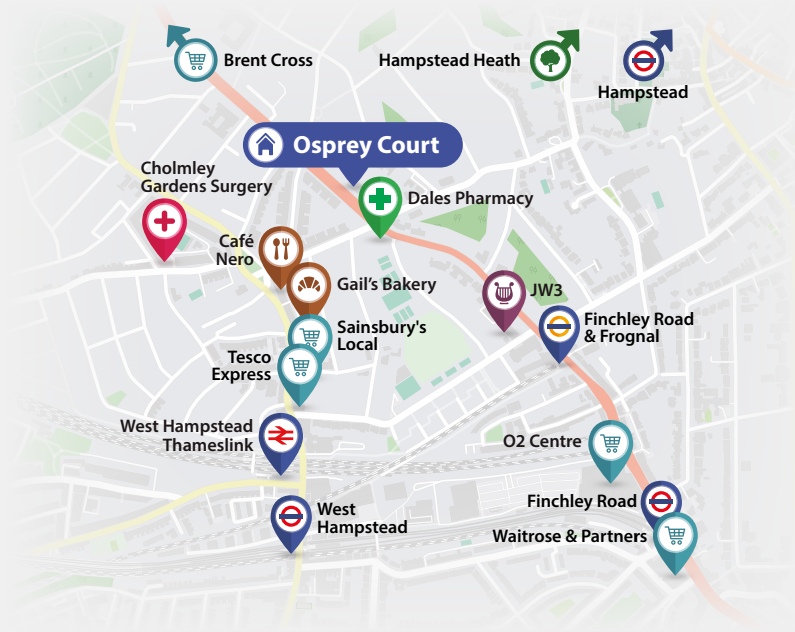 Brent Cross
Hampstead Heath
Hampstead
Osprey Court
Cholmley
Gardens Surgery
Dales Pharmacy
Café
Nero
Gail's Bakery
JW3
Sainsbury's
Local
Finchley Road
& Frognal
Tesco
Express
West Hampstead
Thameslink
O2 Centre
Finchley Road
West
Hampstead
Waitrose & Partners